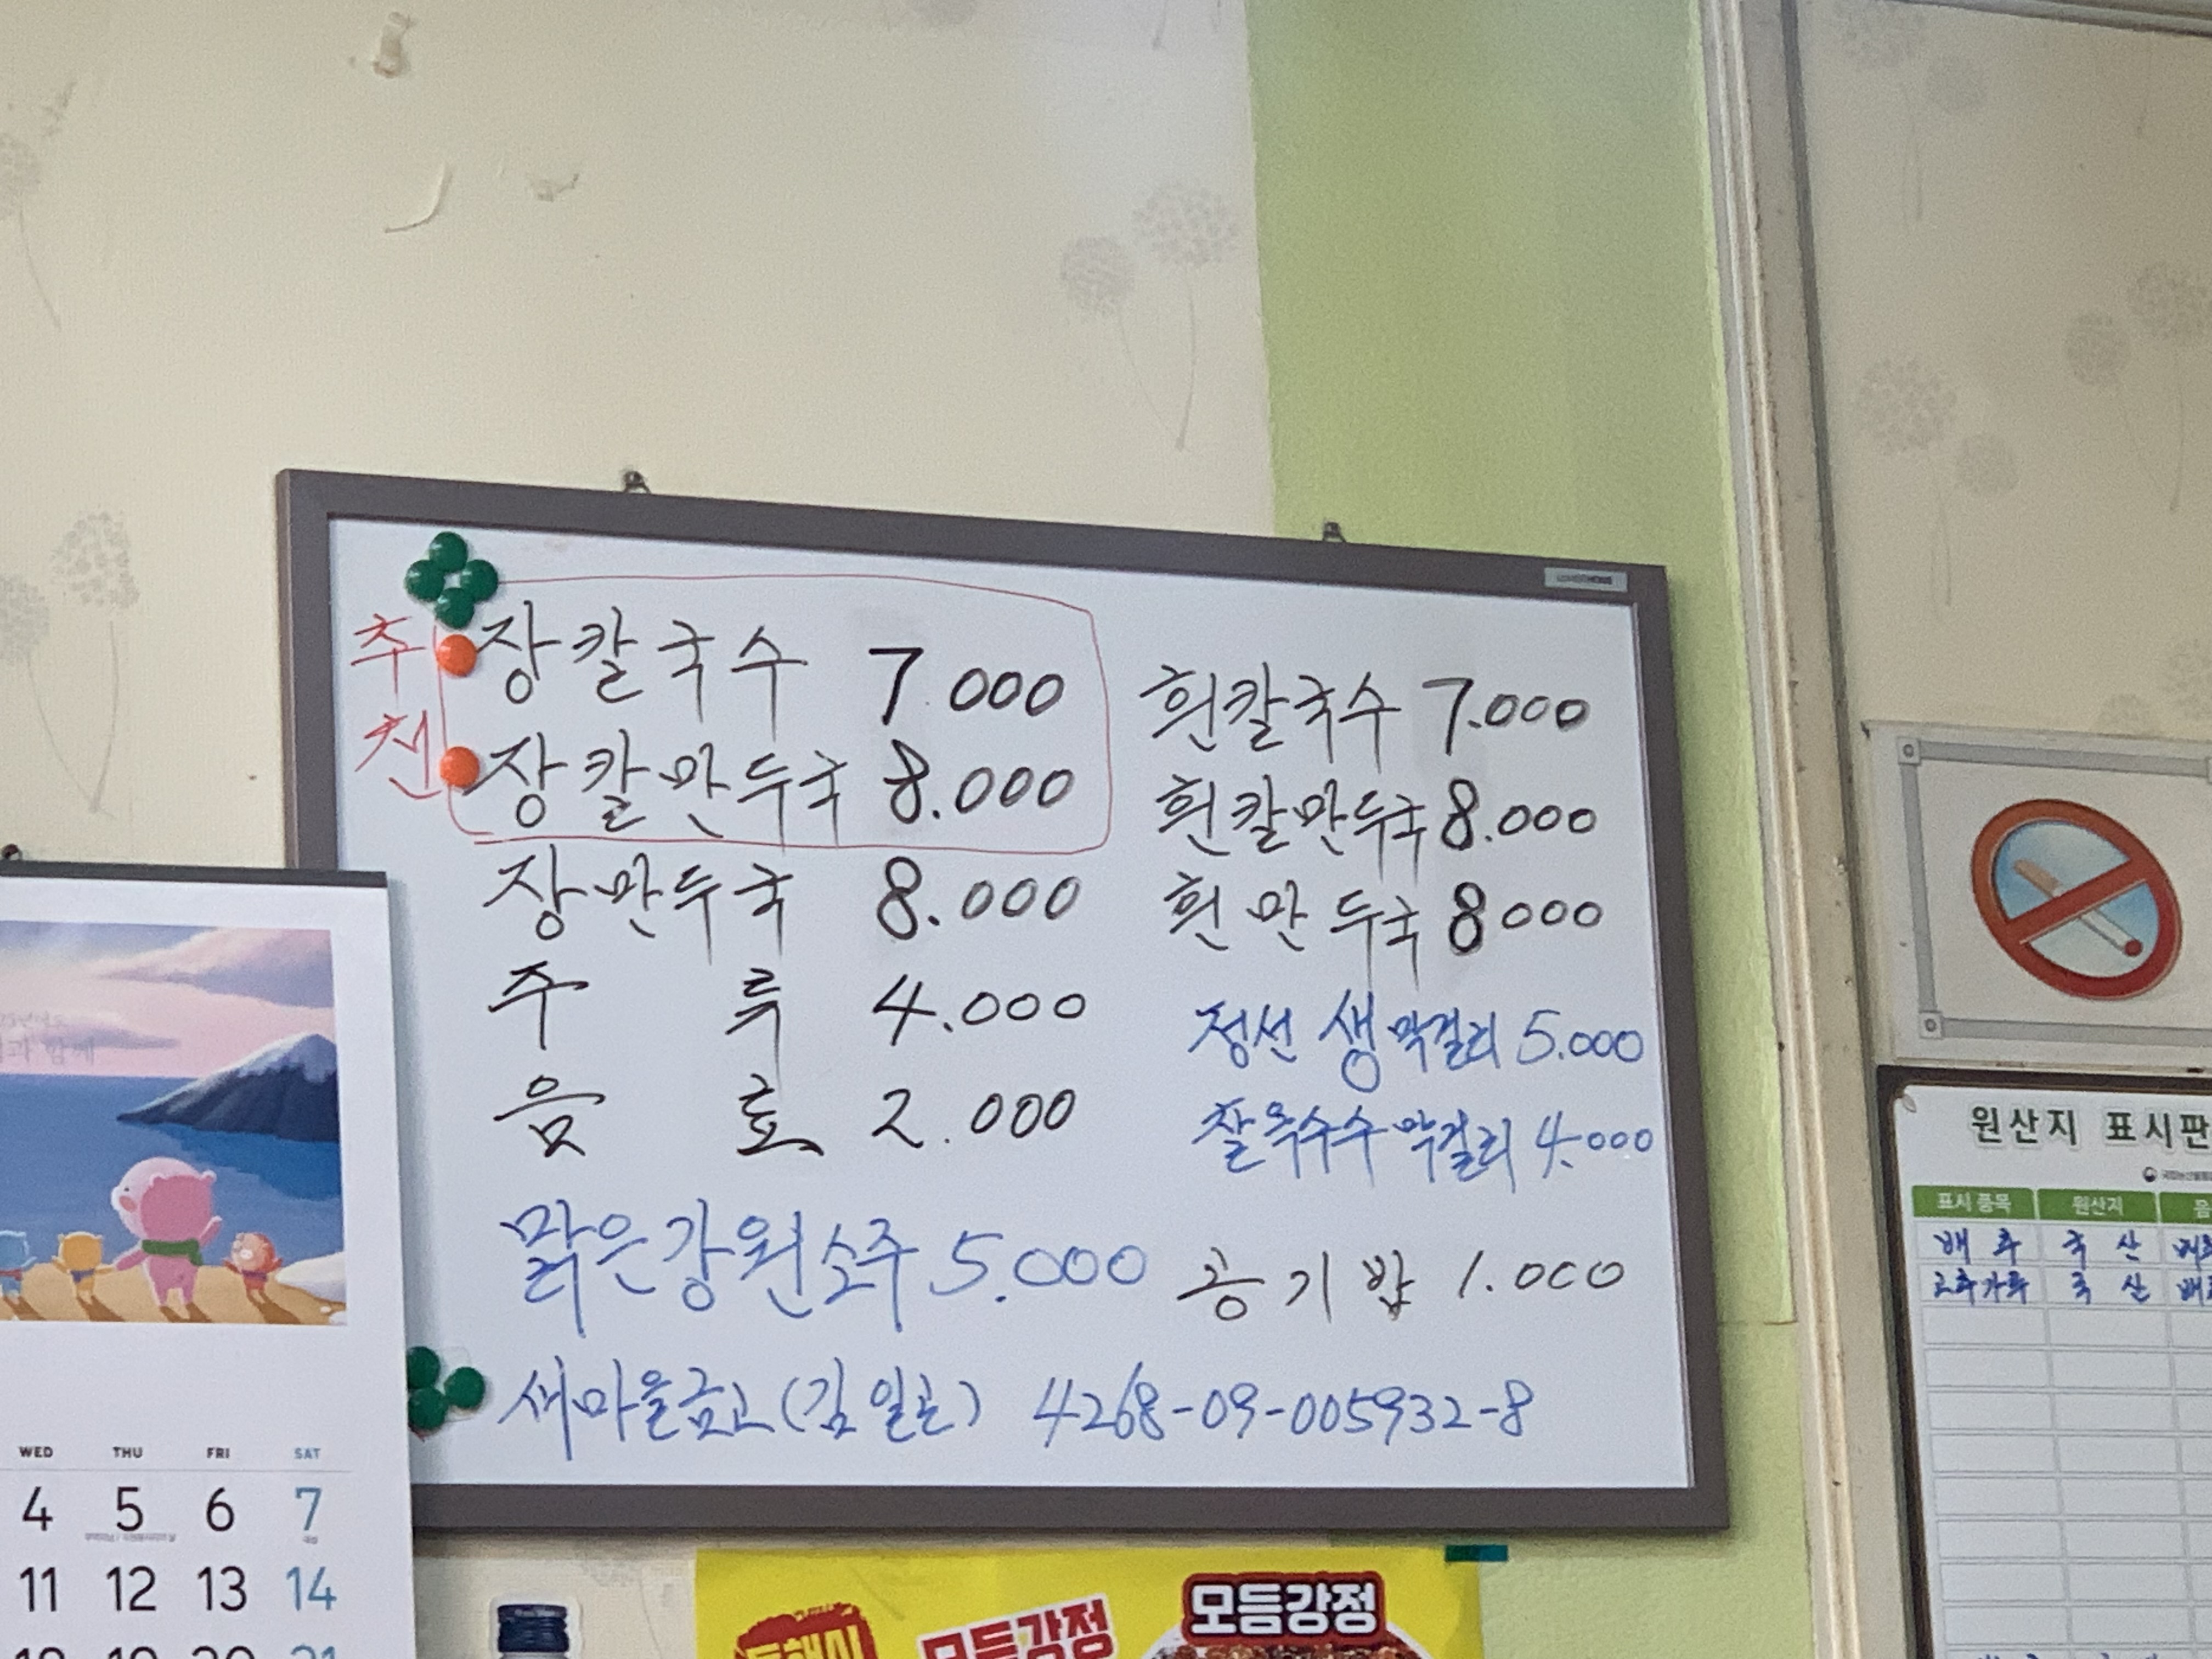 추천
장칼국수 7.000
장칼만두국 8.000
장만두국 8.000
주 류 4.000
음 료 2.000
맑은강원소주 5.000
흰칼국수 7.000
흰칼만두국 8.000
흰만두국 8000
정선 생막걸리 5.000
찰옥수수막걸리 4.000
공기밥 1.000
새마을금고(김일 4268-09-005932-8
WED THU FRI SAT
4 5 6 7
11 12 13 14
모듬강정
모듬강정
원산지 표시판
표시 품목 원산지
배추 국산
고추가루 국산